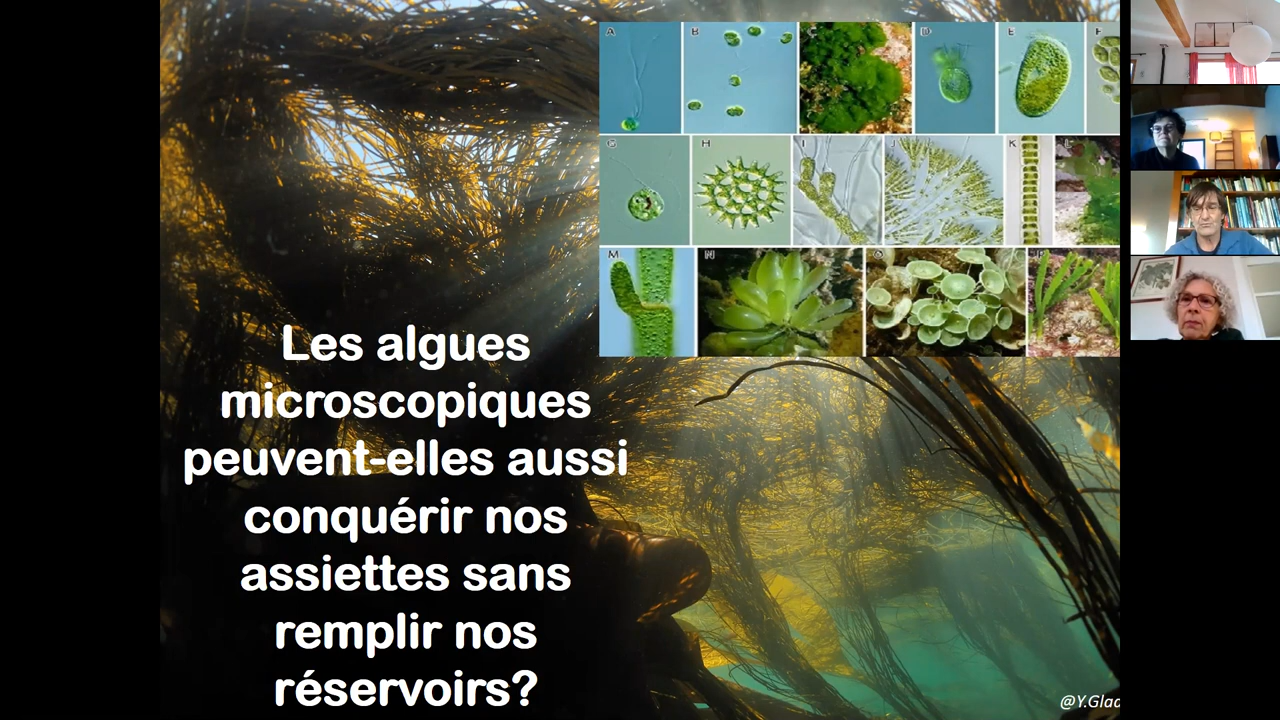 A
B
C
D
E
F
G
H
I
J
K
L
M
N
Les algues
microscopiques
peuvent-elles aussi
conquérir nos
assiettes sans
remplir nos
réservoirs?
@Y.Glad